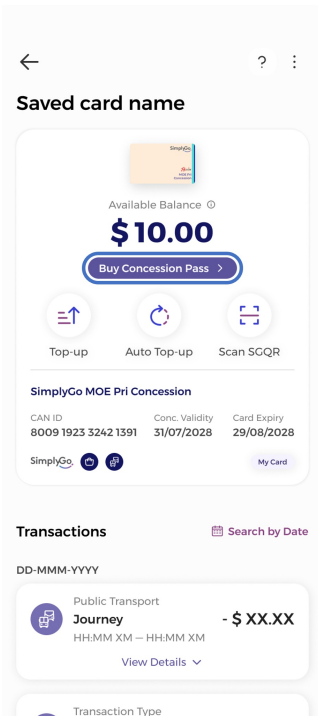 ?
Saved card name
SimplyGo
Available Balance
$10.00
Buy Concession Pass
Top-up Auto Top-up Scan SGQR
SimplyGo MOE Pri Concession
CAN ID Conc. Validity Card Expiry
8009 1923 3242 1391 31/07/2028 29/08/2028
SimplyGo My Card
Transactions Search by Date
DD-MMM-YYYY
Public Transport
Journey - $ XX.XX
HH:MM XM — HH:MM XM
View Details
Transaction Type